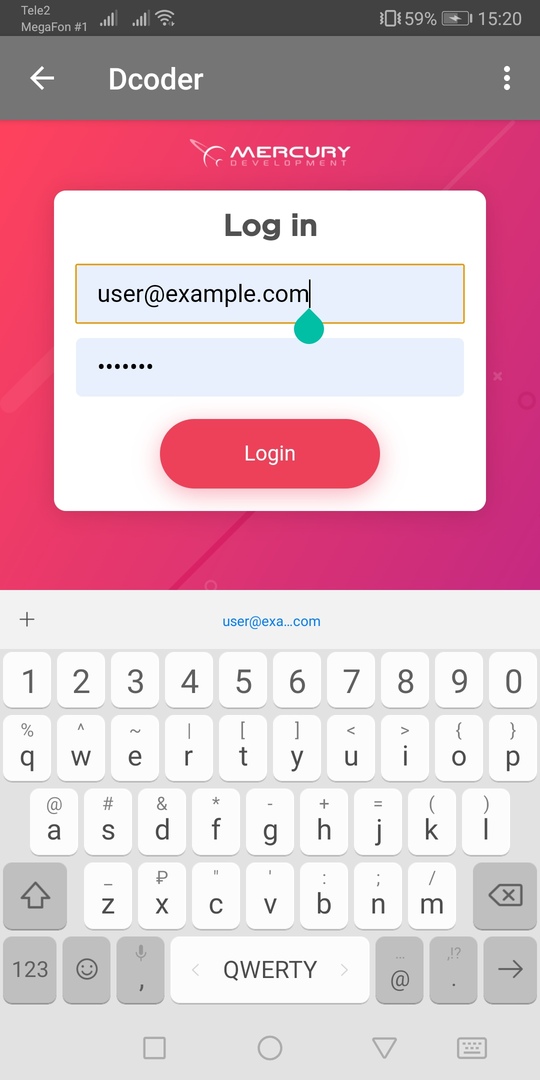 Tele2
MegaFon #1
59% 15:20
Dcoder
MERCURY
DEVELOPMENT
Log in
user@example.com
•••••••
Login
+
user@exa...com
1 2 3 4 5 6 7 8 9 0
% ^ ~ | [ ] < > { }
q w e r t y u i o p
@ # & * - + = ( )
a s d f g h j k l
_ ₽ " ' : ; /
z x c v b n m
... ,!?
123 , QWERTY @ .